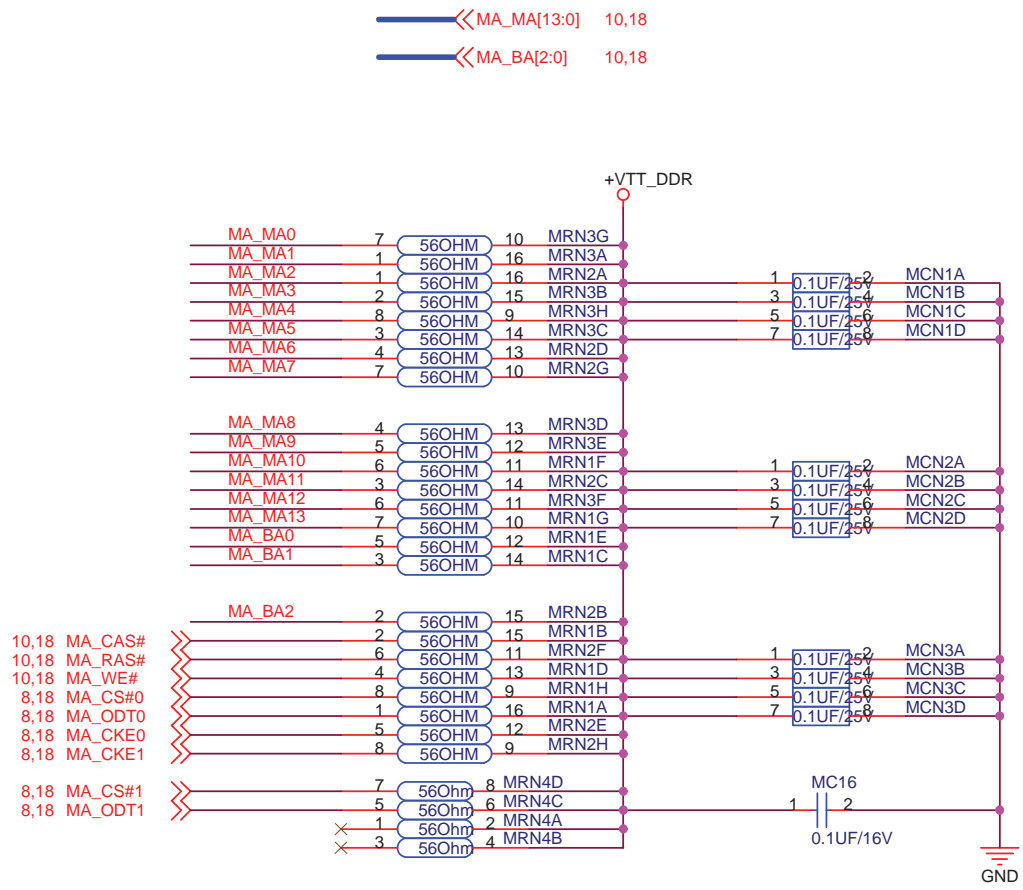 MA_MA[13:0] 10,18
MA_BA[2:0] 10,18
+VTT_DDR
MA_MA0 7 56OHM 10 MRN3G
MA_MA1 1 56OHM 16 MRN3A
MA_MA2 1 56OHM 16 MRN2A 1 0.1UF/25V 2 MCN1A
MA_MA3 2 56OHM 15 MRN3B 3 0.1UF/25V 4 MCN1B
MA_MA4 8 56OHM 9 MRN3H 5 0.1UF/25V 6 MCN1C
MA_MA5 3 56OHM 14 MRN3C 7 0.1UF/25V 8 MCN1D
MA_MA6 4 56OHM 13 MRN2D
MA_MA7 7 56OHM 10 MRN2G
MA_MA8 4 56OHM 13 MRN3D
MA_MA9 5 56OHM 12 MRN3E
MA_MA10 6 56OHM 11 MRN1F 1 0.1UF/25V 2 MCN2A
MA_MA11 3 56OHM 14 MRN2C 3 0.1UF/25V 4 MCN2B
MA_MA12 6 56OHM 11 MRN3F 5 0.1UF/25V 6 MCN2C
MA_MA13 7 56OHM 10 MRN1G 7 0.1UF/25V 8 MCN2D
MA_BA0 5 56OHM 12 MRN1E
MA_BA1 3 56OHM 14 MRN1C
MA_BA2 2 56OHM 15 MRN2B
10,18 MA_CAS# 2 56OHM 15 MRN1B
10,18 MA_RAS# 6 56OHM 11 MRN2F 1 0.1UF/25V 2 MCN3A
10,18 MA_WE# 4 56OHM 13 MRN1D 3 0.1UF/25V 4 MCN3B
8,18 MA_CS#0 8 56OHM 9 MRN1H 5 0.1UF/25V 6 MCN3C
8,18 MA_ODT0 1 56OHM 16 MRN1A 7 0.1UF/25V 8 MCN3D
8,18 MA_CKE0 5 56OHM 12 MRN2E
8,18 MA_CKE1 8 56OHM 9 MRN2H
8,18 MA_CS#1 7 56Ohm 8 MRN4D
MC16
8,18 MA_ODT1 5 56Ohm 6 MRN4C 1 2
1 56Ohm 2 MRN4A
0.1UF/16V
3 56Ohm 4 MRN4B
GND